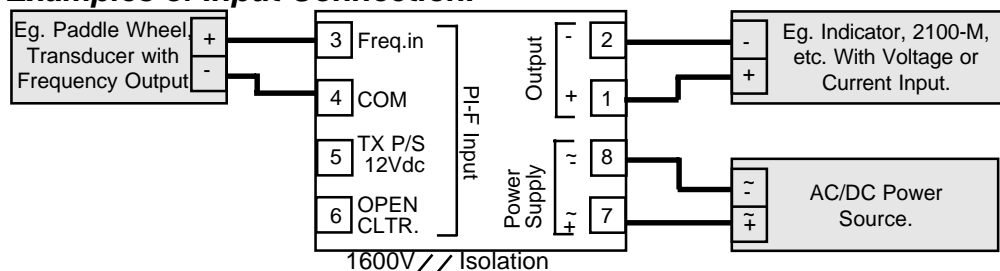 Examples of Input Connection:
Eg. Paddle Wheel,
Transducer with
Frequency Output
+
-
3 Freq.in
4 COM
5 TX P/S
12Vdc
6 OPEN
CLTR.
PI-F Input
Output
- 2
+ 1
Power
Supply
~
- 8
~
+ 7
-
+
Eg. Indicator, 2100-M,
etc. With Voltage or
Current Input.
~
-
~
+
AC/DC Power
Source.
1600V // Isolation